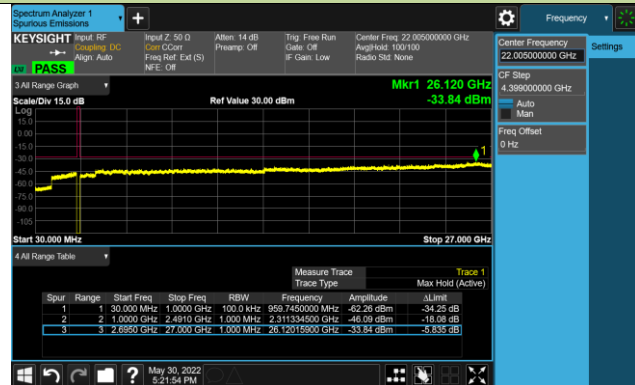 Spectrum Analyzer 1
Spurious Emissions
Frequency
KEYSIGHT Input: RF Input Z: 50 Ω Atten: 14 dB Trig: Free Run Center Freq: 22.005000000 GHz
Coupling: DC Corr CCorr Preamp: Off Gate: Off Avg|Hold: 100/100
Align: Auto Freq Ref: Ext (S) IF Gain: Low Radio Std: None
NFE: Off
PASS
Center Frequency
22.005000000 GHz
Settings
CF Step
4.399000000 GHz
Auto
Man
Freq Offset
0 Hz
3 All Range Graph
Mkr1 26.120 GHz
Scale/Div 15.0 dB Ref Value 30.00 dBm -33.84 dBm
Log
15.0
0.00
-15.0
-30.0
-45.0
-60.0
-75.0
-90.0
-105
1
Start 30.000 MHz Stop 27.000 GHz
4 All Range Table
Measure Trace Trace 1
Trace Type Max Hold (Active)
Spur Range Start Freq Stop Freq RBW Frequency Amplitude ΔLimit
1 1 30.000 MHz 1.0000 GHz 100.0 kHz 959.7450000 MHz -62.26 dBm -34.25 dB
2 2 1.0000 GHz 2.4910 GHz 1.000 MHz 2.311334500 GHz -46.09 dBm -18.08 dB
3 3 2.6950 GHz 27.000 GHz 1.000 MHz 26.12015900 GHz -33.84 dBm -5.835 dB
May 30, 2022
5:21:54 PM